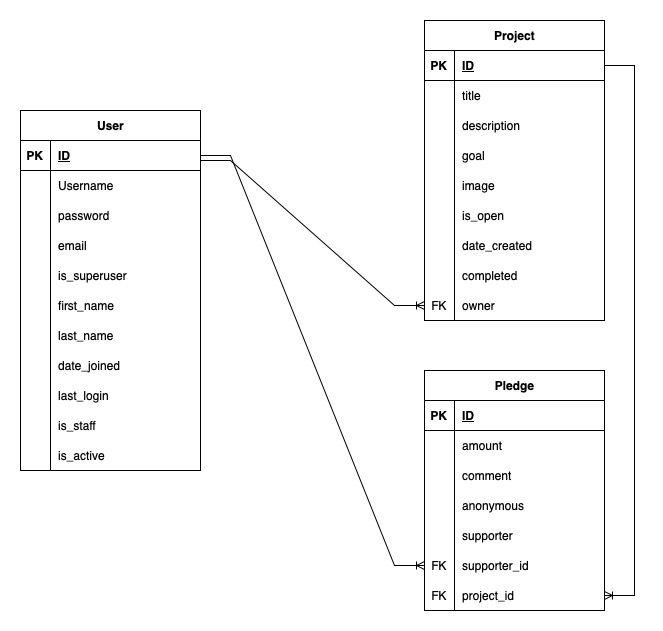 User
PK ID
Username
password
email
is_superuser
first_name
last_name
date_joined
last_login
is_staff
is_active
Project
PK ID
title
description
goal
image
is_open
date_created
completed
FK owner
Pledge
PK ID
amount
comment
anonymous
supporter
FK supporter_id
FK project_id